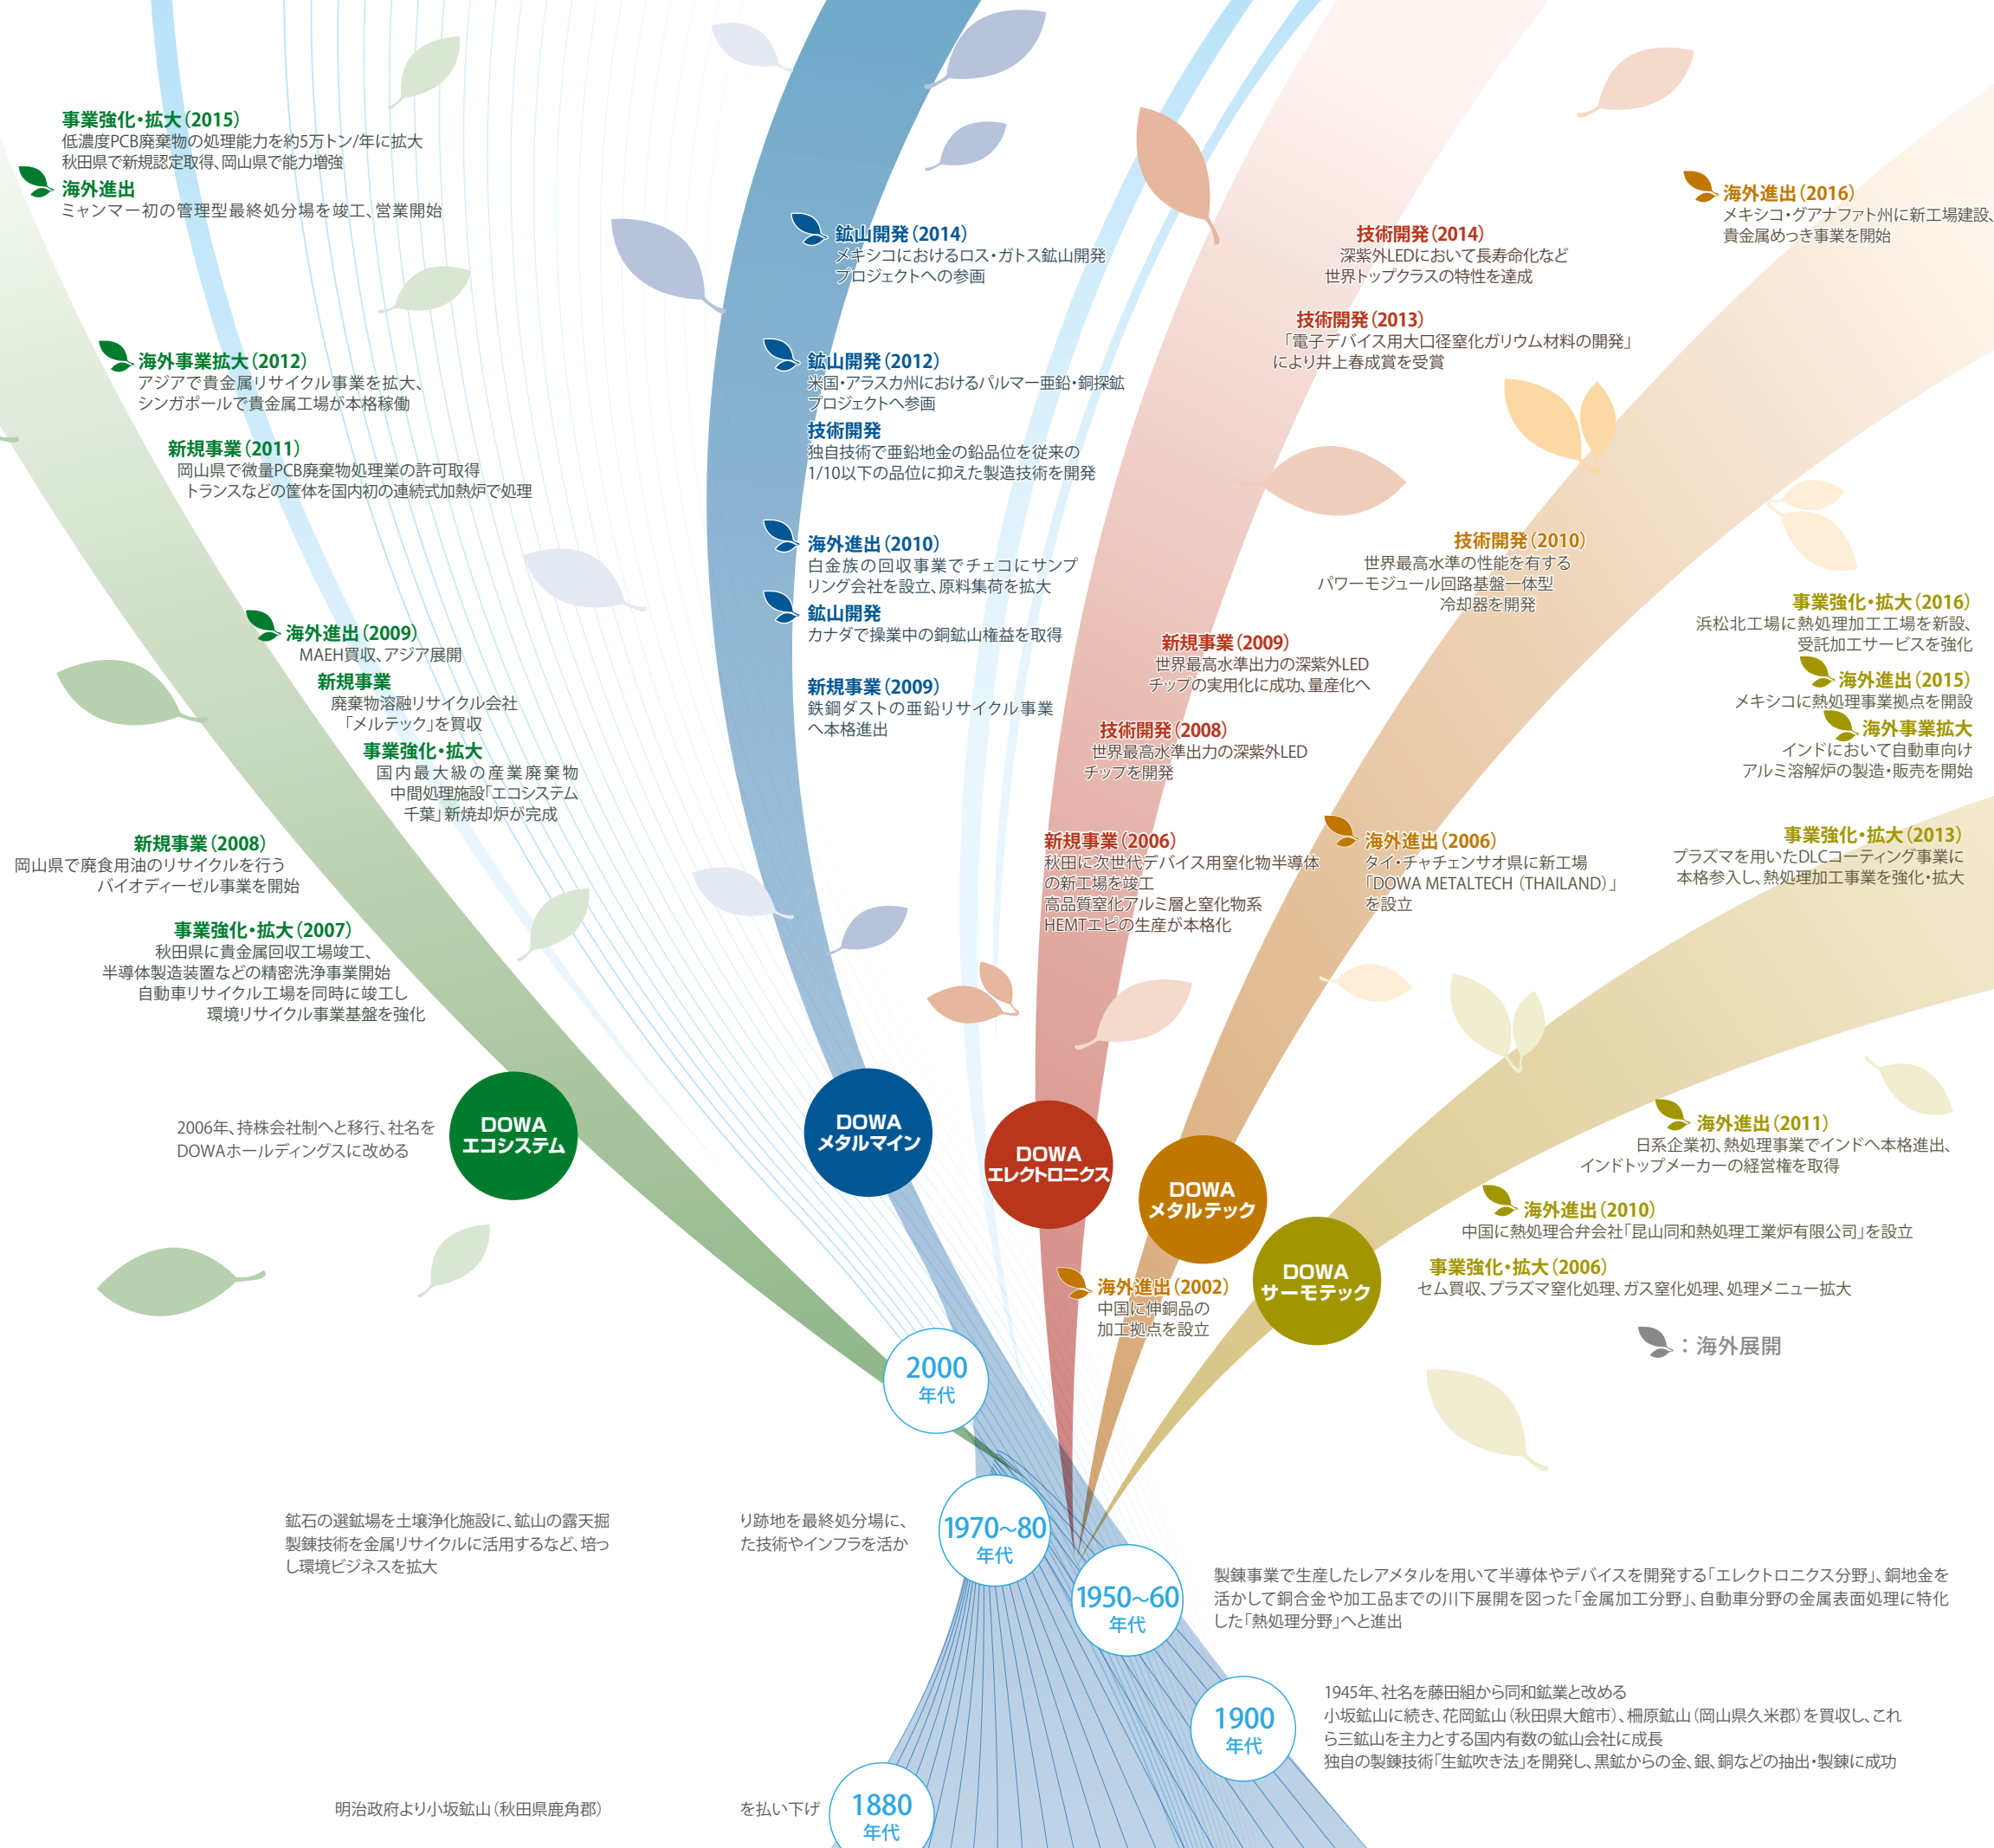 事業強化・拡大（2015）
低濃度PCB廃棄物の処理能力を約5万トン/年に拡大
秋田県で新規認定取得、岡山県で能力増強
海外進出
ミャンマー初の管理型最終処分場を竣工、営業開始
海外事業拡大（2012）
アジアで貴金属リサイクル事業を拡大、
シンガポールで貴金属工場が本格稼働
新規事業（2011）
岡山県で微量PCB廃棄物処理業の許可取得
トランスなどの筐体を国内初の連続式加熱炉で処理
海外進出（2009）
MAEH買収、アジア展開
新規事業
廃棄物溶融リサイクル会社
「メルテック」を買収
事業強化・拡大
国内最大級の産業廃棄物
中間処理施設「エコシステム
千葉」新焼却炉が完成
新規事業（2008）
岡山県で廃食用油のリサイクルを行う
バイオディーゼル事業を開始
事業強化・拡大（2007）
秋田県に貴金属回収工場竣工、
半導体製造装置などの精密洗浄事業開始
自動車リサイクル工場を同時に竣工し
環境リサイクル事業基盤を強化
2006年、持株会社制へと移行、社名を
DOWAホールディングスに改める
DOWA
エコシステム
鉱山開発（2014）
メキシコにおけるロス・ガトス鉱山開発
プロジェクトへの参画
鉱山開発（2012）
米国・アラスカ州におけるパルマー亜鉛・銅探鉱
プロジェクトへ参画
技術開発
独自技術で亜鉛地金の鉛品位を従来の
1/10以下の品位に抑えた製造技術を開発
海外進出（2010）
白金族の回収事業でチェコにサンプ
リング会社を設立、原料集荷を拡大
鉱山開発
カナダで操業中の銅鉱山権益を取得
新規事業（2009）
鉄鋼ダストの亜鉛リサイクル事業
へ本格進出
DOWA
メタルマイン
技術開発（2014）
深紫外LEDにおいて長寿命化など
世界トップクラスの特性を達成
技術開発（2013）
「電子デバイス用大口径窒化ガリウム材料の開発」
により井上春成賞を受賞
新規事業（2009）
世界最高水準出力の深紫外LED
チップの実用化に成功、量産化へ
技術開発（2008）
世界最高水準出力の深紫外LED
チップを開発
新規事業（2006）
秋田に次世代デバイス用窒化物半導体
の新工場を竣工
高品質窒化アルミ層と窒化物系
HEMTエピの生産が本格化
DOWA
エレクトロニクス
海外進出（2016）
メキシコ・グアナファト州に新工場建設、
貴金属めっき事業を開始
技術開発（2010）
世界最高水準の性能を有する
パワーモジュール回路基盤一体型
冷却器を開発
海外進出（2006）
タイ・チャチェンサオ県に新工場
「DOWA METALTECH（THAILAND）」
を設立
DOWA
メタルテック
海外進出（2002）
中国に伸銅品の
加工拠点を設立
事業強化・拡大（2016）
浜松北工場に熱処理加工工場を新設、
受託加工サービスを強化
海外進出（2015）
メキシコに熱処理事業拠点を開設
海外事業拡大
インドにおいて自動車向け
アルミ溶解炉の製造・販売を開始
事業強化・拡大（2013）
プラズマを用いたDLCコーティング事業に
本格参入し、熱処理加工事業を強化・拡大
海外進出（2011）
日系企業初、熱処理事業でインドへ本格進出、
インドトップメーカーの経営権を取得
海外進出（2010）
中国に熱処理合弁会社「昆山同和熱処理工業炉有限公司」を設立
事業強化・拡大（2006）
セム買収、プラズマ窒化処理、ガス窒化処理、処理メニュー拡大
DOWA
サーモテック
：海外展開
2000
年代
鉱石の選鉱場を土壌浄化施設に、鉱山の露天掘り跡地を最終処分場に、
製錬技術を金属リサイクルに活用するなど、培った技術やインフラを活か
し環境ビジネスを拡大
1970～80
年代
1950～60
年代
製錬事業で生産したレアメタルを用いて半導体やデバイスを開発する「エレクトロニクス分野」、銅地金を
活かして銅合金や加工品までの川下展開を図った「金属加工分野」、自動車分野の金属表面処理に特化
した「熱処理分野」へと進出
1900
年代
1945年、社名を藤田組から同和鉱業と改める
小坂鉱山に続き、花岡鉱山（秋田県大館市）、柵原鉱山（岡山県久米郡）を買収し、これ
ら三鉱山を主力とする国内有数の鉱山会社に成長
独自の製錬技術「生鉱吹き法」を開発し、黒鉱からの金、銀、銅などの抽出・製錬に成功
明治政府より小坂鉱山（秋田県鹿角郡）を払い下げ
1880
年代